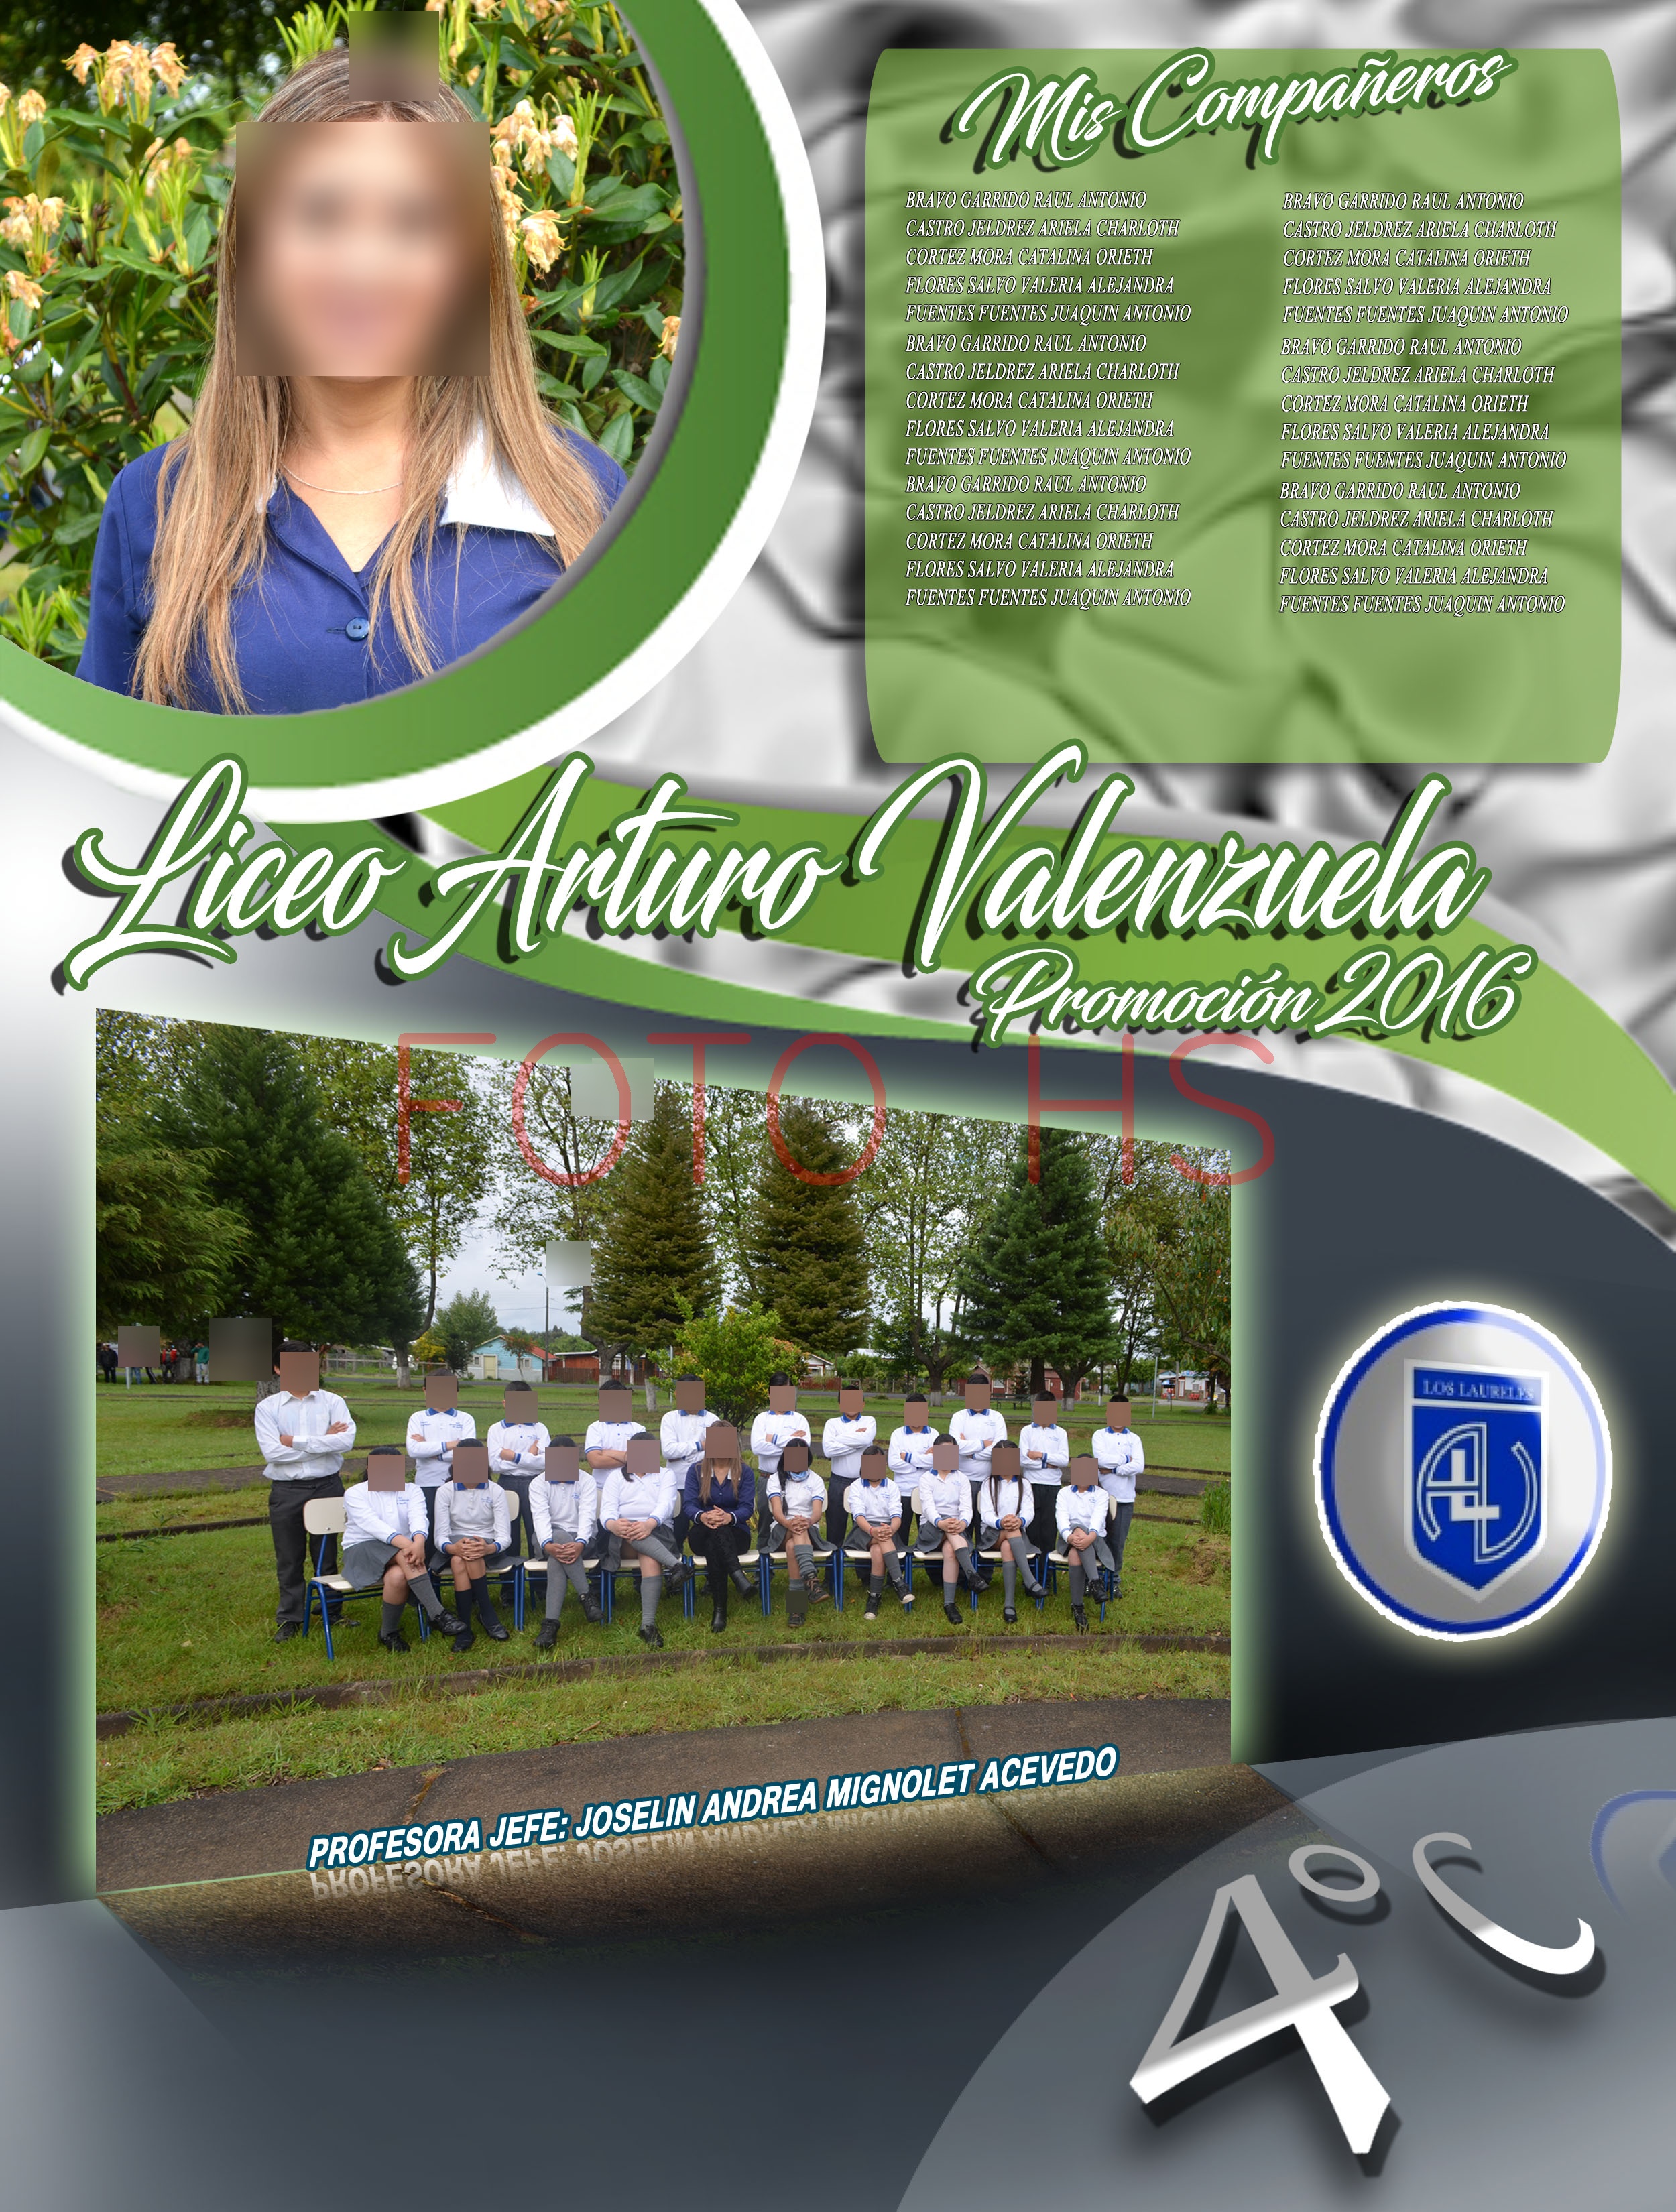 Mis Compañeros
BRAVO GARRIDO RAUL ANTONIO
CASTRO JELDREZ ARIELA CHARLOTH
CORTEZ MORA CATALINA ORIETH
FLORES SALVO VALERIA ALEJANDRA
FUENTES FUENTES JUAQUIN ANTONIO
BRAVO GARRIDO RAUL ANTONIO
CASTRO JELDREZ ARIELA CHARLOTH
CORTEZ MORA CATALINA ORIETH
FLORES SALVO VALERIA ALEJANDRA
FUENTES FUENTES JUAQUIN ANTONIO
BRAVO GARRIDO RAUL ANTONIO
CASTRO JELDREZ ARIELA CHARLOTH
CORTEZ MORA CATALINA ORIETH
FLORES SALVO VALERIA ALEJANDRA
FUENTES FUENTES JUAQUIN ANTONIO
BRAVO GARRIDO RAUL ANTONIO
CASTRO JELDREZ ARIELA CHARLOTH
CORTEZ MORA CATALINA ORIETH
FLORES SALVO VALERIA ALEJANDRA
FUENTES FUENTES JUAQUIN ANTONIO
BRAVO GARRIDO RAUL ANTONIO
CASTRO JELDREZ ARIELA CHARLOTH
CORTEZ MORA CATALINA ORIETH
FLORES SALVO VALERIA ALEJANDRA
FUENTES FUENTES JUAQUIN ANTONIO
BRAVO GARRIDO RAUL ANTONIO
CASTRO JELDREZ ARIELA CHARLOTH
CORTEZ MORA CATALINA ORIETH
FLORES SALVO VALERIA ALEJANDRA
FUENTES FUENTES JUAQUIN ANTONIO
Liceo Arturo Valenzuela
Promoción 2016
FOTO HS
LOS LAURELES
PROFESORA JEFE: JOSELIN ANDREA MIGNOLET ACEVEDO
4º C